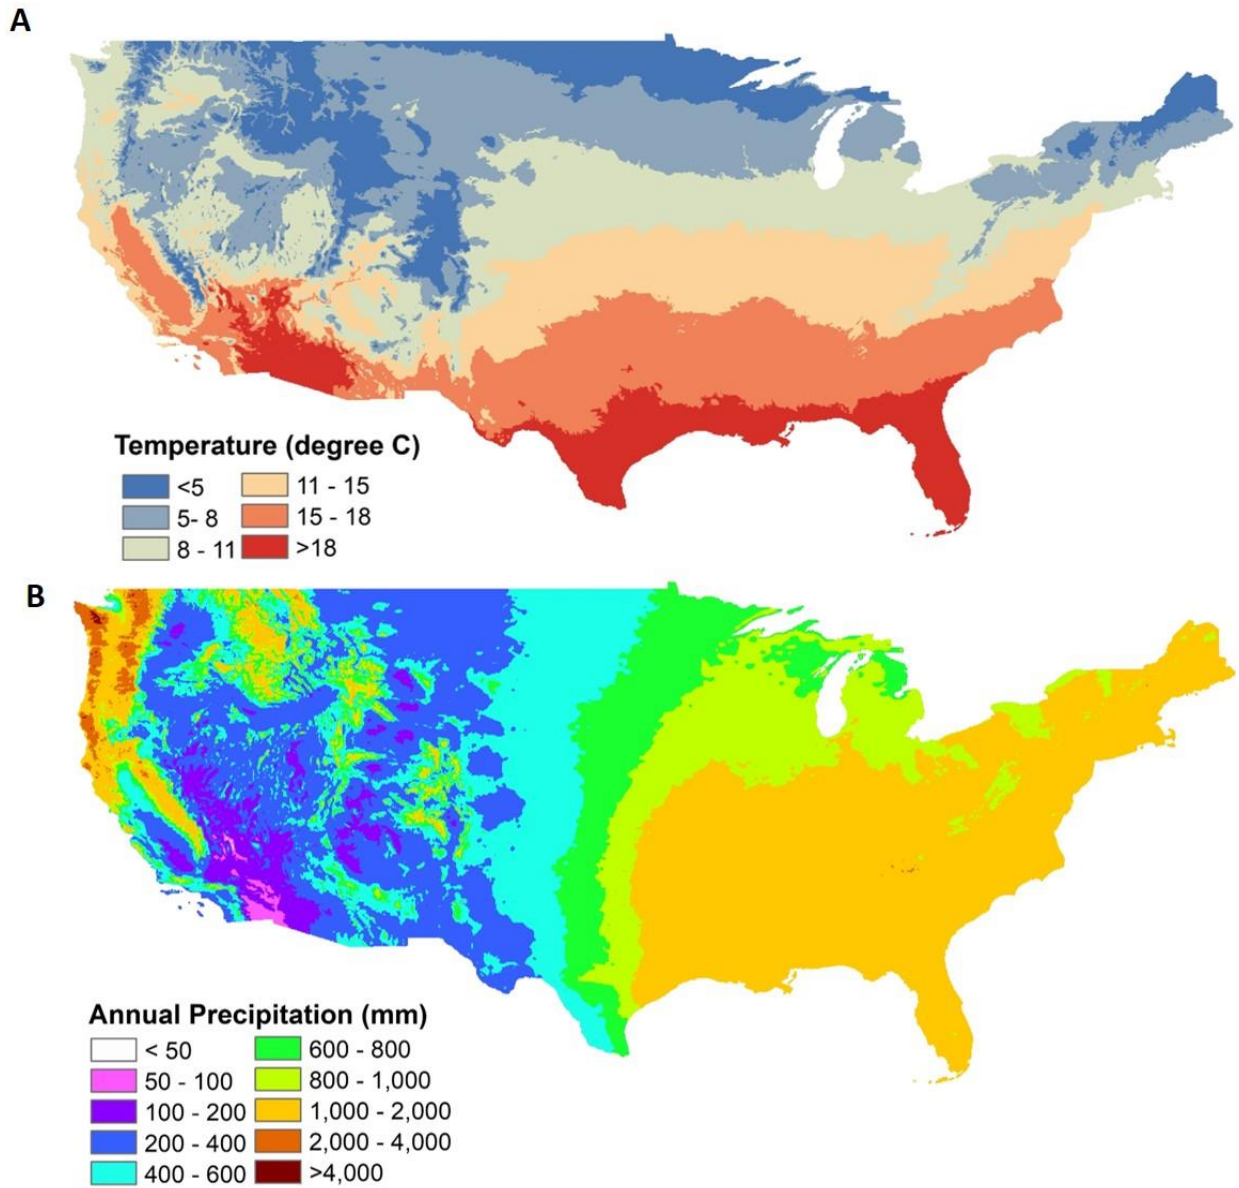 A
Temperature (degree C)
<5 11 - 15
5- 8 15 - 18
8 - 11 >18
B
Annual Precipitation (mm)
< 50 600 - 800
50 - 100 800 - 1,000
100 - 200 1,000 - 2,000
200 - 400 2,000 - 4,000
400 - 600 >4,000